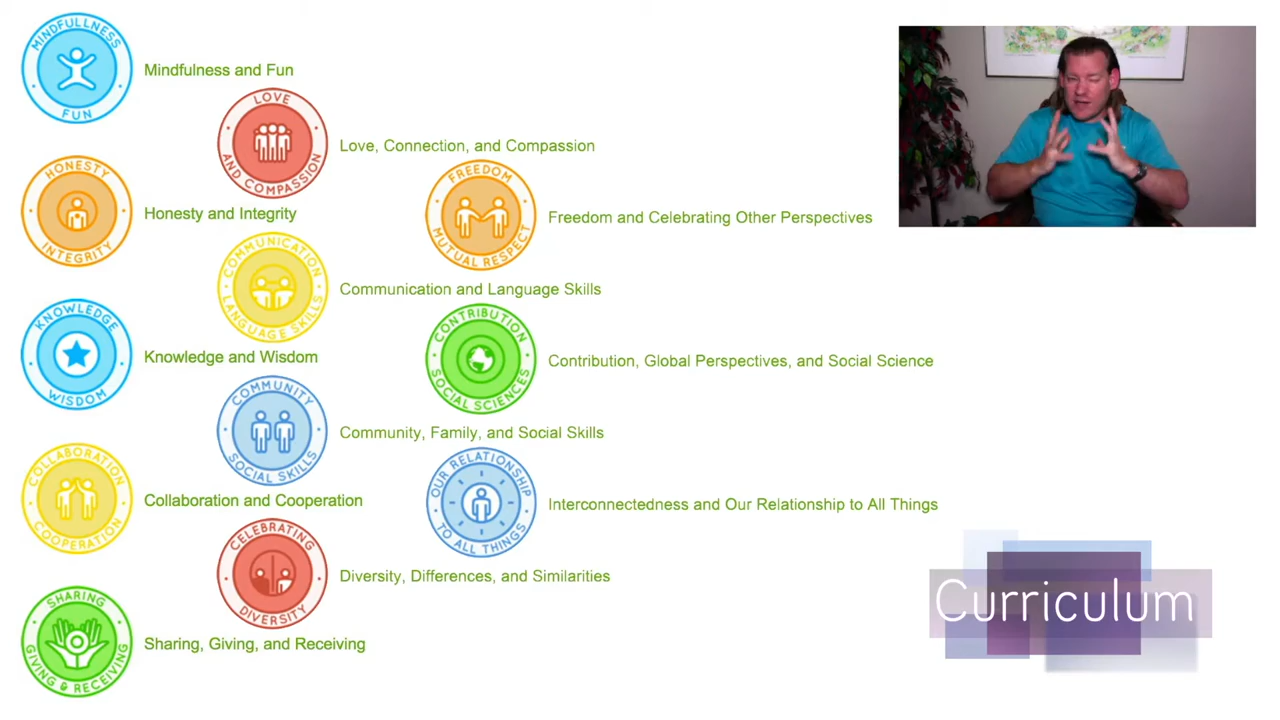 MINDFULLNESS
FUN
Mindfulness and Fun
LOVE
AND COMPASSION
Love, Connection, and Compassion
HONESTY
INTEGRITY
Honesty and Integrity
FREEDOM
MUTUAL RESPECT
Freedom and Celebrating Other Perspectives
COMMUNICATION
LANGUAGE SKILLS
Communication and Language Skills
KNOWLEDGE
WISDOM
Knowledge and Wisdom
CONTRIBUTION
SOCIAL SCIENCES
Contribution, Global Perspectives, and Social Science
COMMUNITY
SOCIAL SKILLS
Community, Family, and Social Skills
COLLABORATION
COOPERATION
Collaboration and Cooperation
OUR RELATIONSHIP
TO ALL THINGS
Interconnectedness and Our Relationship to All Things
CELEBRATING
DIVERSITY
Diversity, Differences, and Similarities
SHARING
GIVING & RECEIVING
Sharing, Giving, and Receiving
Curriculum